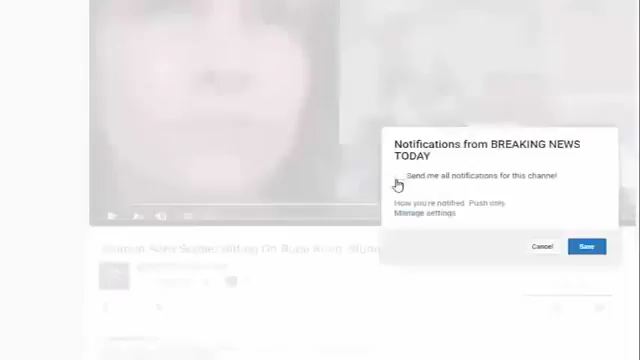 Notifications from BREAKING NEWS
TODAY
Send me all notifications for this channel
How you're notified: Push only
Manage settings
Cancel
Save